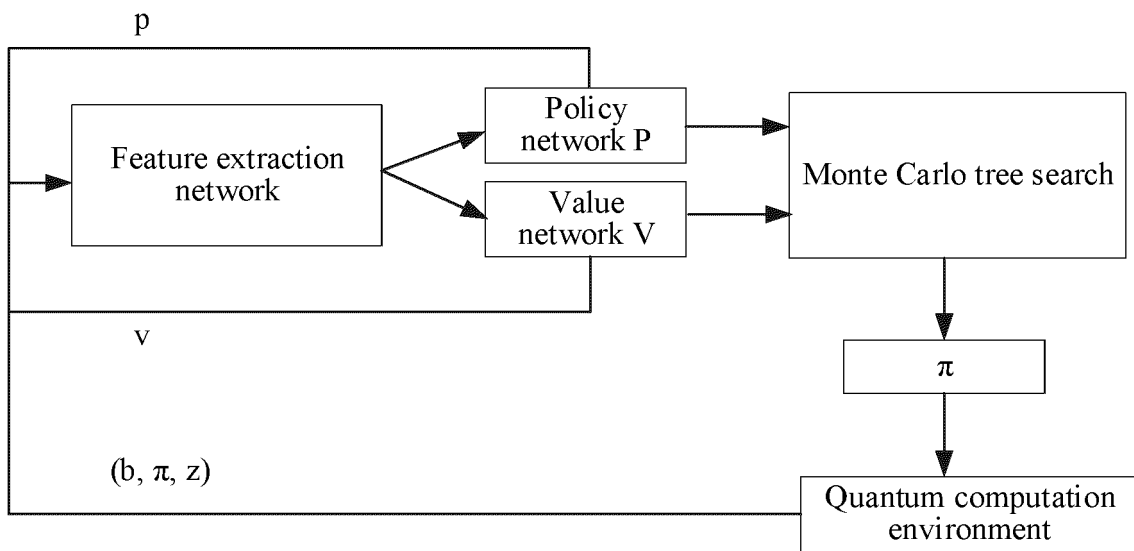 p
Feature extraction
network
Policy
network P
Value
network V
Monte Carlo tree search
v
π
(b, π, z)
Quantum computation
environment